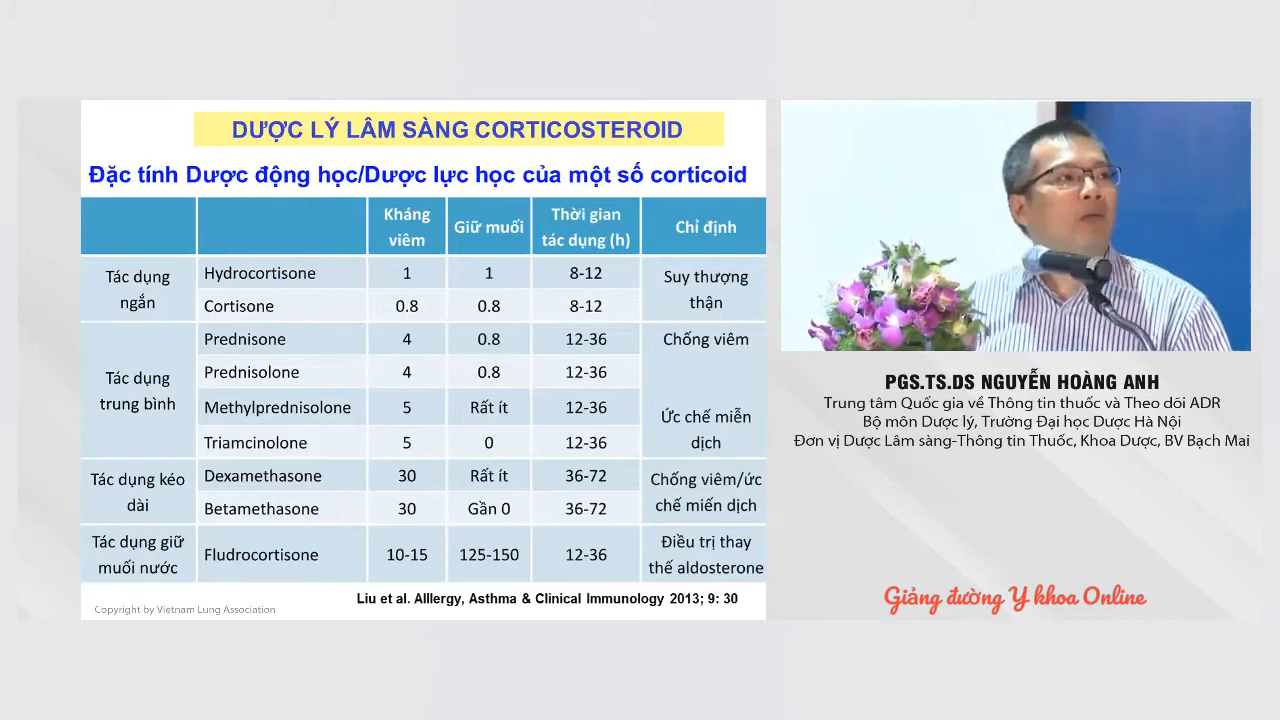 DƯỢC LÝ LÂM SÀNG CORTICOSTEROID
Đặc tính Dược động học/Dược lực học của một số corticoid
Kháng viêm Giữ muối Thời gian tác dụng (h) Chỉ định
Tác dụng ngắn Hydrocortisone 1 1 8-12 Suy thượng thận
Cortisone 0.8 0.8 8-12
Tác dụng trung bình Prednisone 4 0.8 12-36 Chống viêm
Prednisolone 4 0.8 12-36
Methylprednisolone 5 Rất ít 12-36 Ức chế miễn dịch
Triamcinolone 5 0 12-36
Tác dụng kéo dài Dexamethasone 30 Rất ít 36-72 Chống viêm/ức chế miến dịch
Betamethasone 30 Gần 0 36-72
Tác dụng giữ muối nước Fludrocortisone 10-15 125-150 12-36 Điều trị thay thế aldosterone
Liu et al. Alllergy, Asthma & Clinical Immunology 2013; 9: 30
Copyright by Vietnam Lung Association
PGS.TS.DS NGUYỄN HOÀNG ANH
Trung tâm Quốc gia về Thông tin thuốc và Theo dõi ADR
Bộ môn Dược lý, Trường Đại học Dược Hà Nội
Đơn vị Dược Lâm sàng-Thông tin Thuốc, Khoa Dược, BV Bạch Mai
Giảng đường Y khoa Online